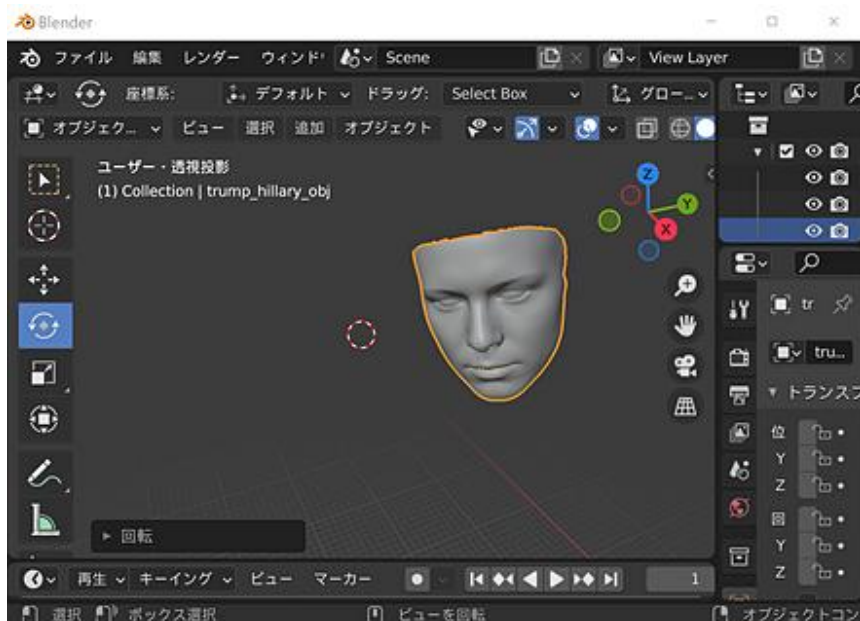 Blender
ファイル 編集 レンダー ウィンド Scene View Layer
座標系: デフォルト ドラッグ: Select Box グロー...
オブジェク... ビュー 選択 追加 オブジェクト
ユーザー・透視投影
(1) Collection | trump_hillary_obj
Z
Y
X
tr
tru...
トランスフ
位
Y
Z
回
Y
Z
回転
再生 キーイング ビュー マーカー 1
選択 ボックス選択 ビューを回転 オブジェクトコン